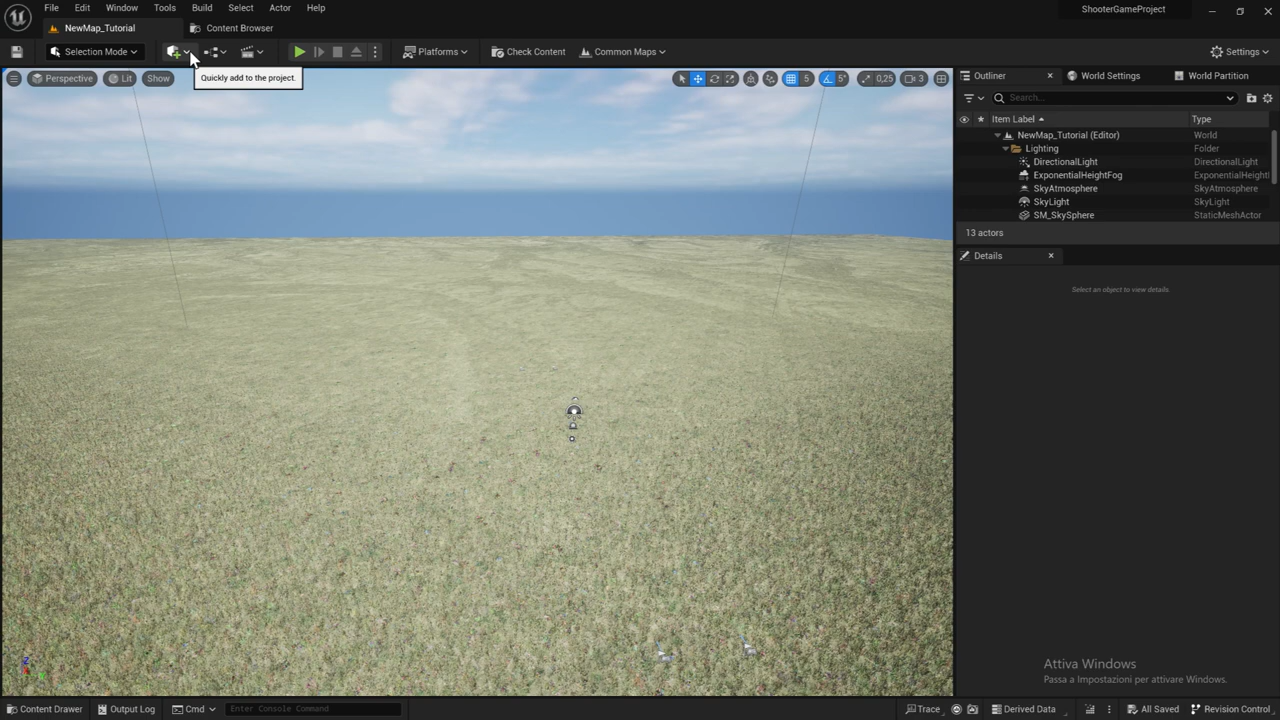 File Edit Window Tools Build Select Actor Help
ShooterGameProject
NewMap_Tutorial
Content Browser
Selection Mode
Platforms
Check Content
Common Maps
Settings
Quickly add to the project.
Perspective
Lit
Show
5
5°
0,25
3
Outliner
World Settings
World Partition
Search...
Item Label
Type
NewMap_Tutorial (Editor) World
Lighting Folder
DirectionalLight DirectionalLight
ExponentialHeightFog ExponentialHeightI
SkyAtmosphere SkyAtmosphere
SkyLight SkyLight
SM_SkySphere StaticMeshActor
13 actors
Details
Select an object to view details.
Z
Attiva Windows
Passa a Impostazioni per attivare Windows.
Content Drawer
Output Log
Cmd
Enter Console Command
Trace
Derived Data
All Saved
Revision Control